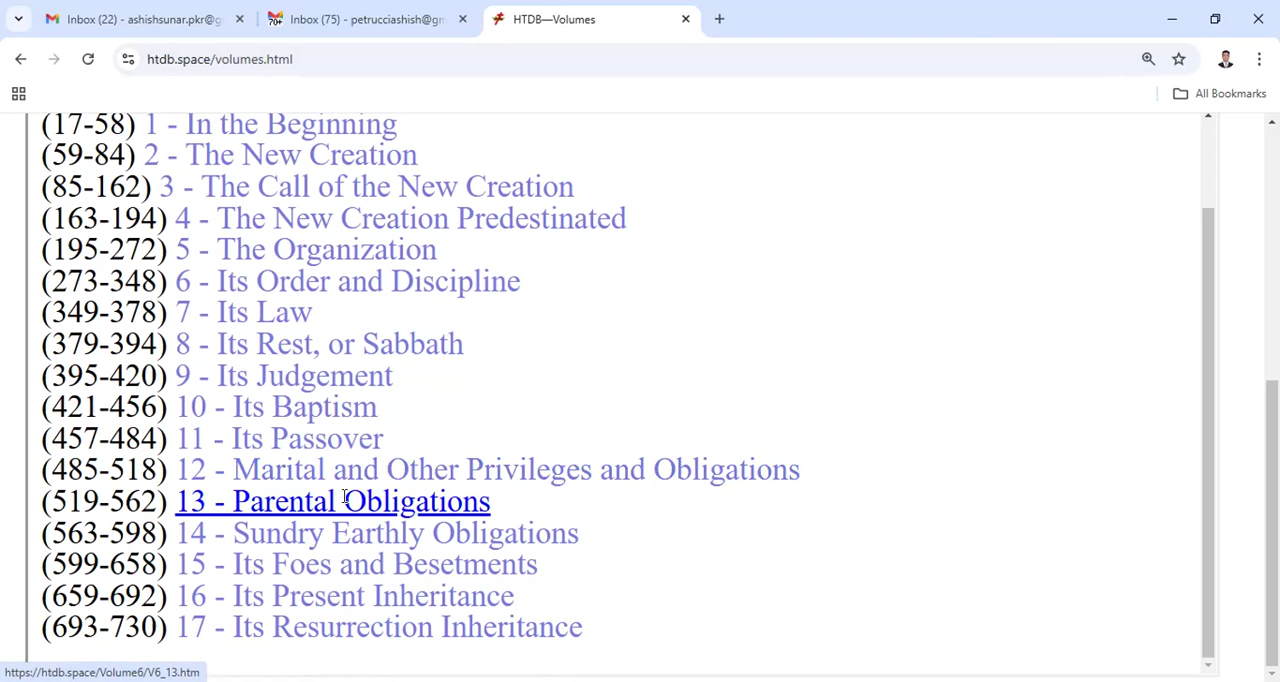 Inbox (22) - ashishsunar.pkr@g
Inbox (75) - petrucciashish@gm
HTDB—Volumes
70+
htdb.space/volumes.html
All Bookmarks
(17-58) 1 - In the Beginning
(59-84) 2 - The New Creation
(85-162) 3 - The Call of the New Creation
(163-194) 4 - The New Creation Predestinated
(195-272) 5 - The Organization
(273-348) 6 - Its Order and Discipline
(349-378) 7 - Its Law
(379-394) 8 - Its Rest, or Sabbath
(395-420) 9 - Its Judgement
(421-456) 10 - Its Baptism
(457-484) 11 - Its Passover
(485-518) 12 - Marital and Other Privileges and Obligations
(519-562) 13 - Parental Obligations
(563-598) 14 - Sundry Earthly Obligations
(599-658) 15 - Its Foes and Besetments
(659-692) 16 - Its Present Inheritance
(693-730) 17 - Its Resurrection Inheritance
https://htdb.space/Volume6/V6_13.htm